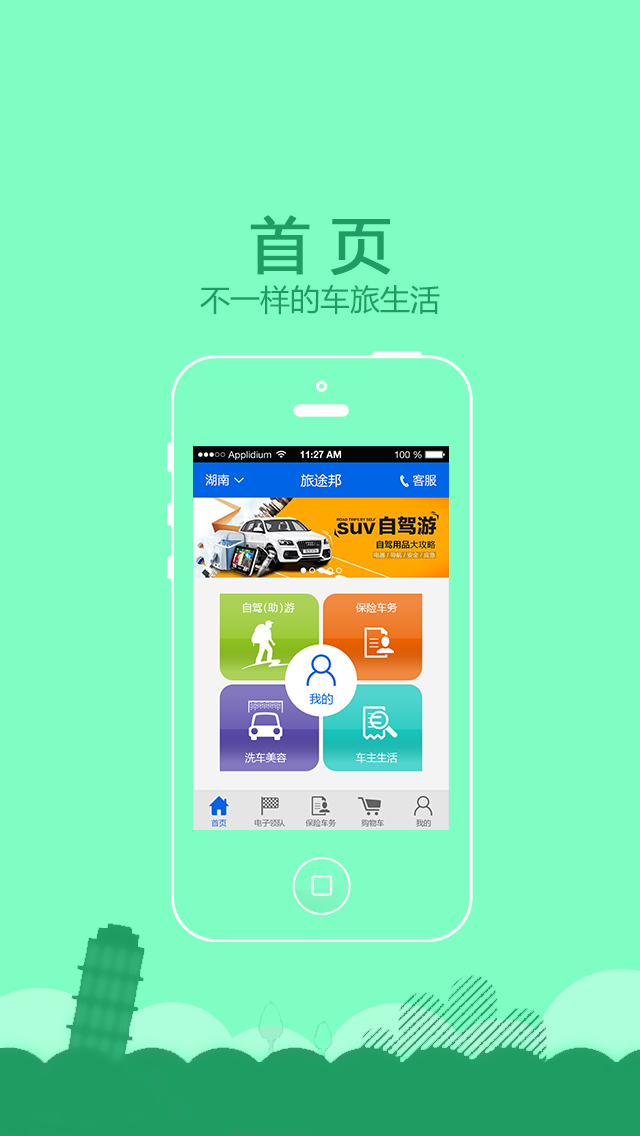 首页
不一样的车旅生活
Applidium 11:27 AM 100 %
湖南 旅途邦 客服
ROAD TRIPS BY SELF
suv自驾游
自驾用品大攻略
电器 / 导航 / 安全 / 应急
自驾(助)游 保险车务
我的
洗车美容 车主生活
首页 电子领队 保险车务 购物车 我的